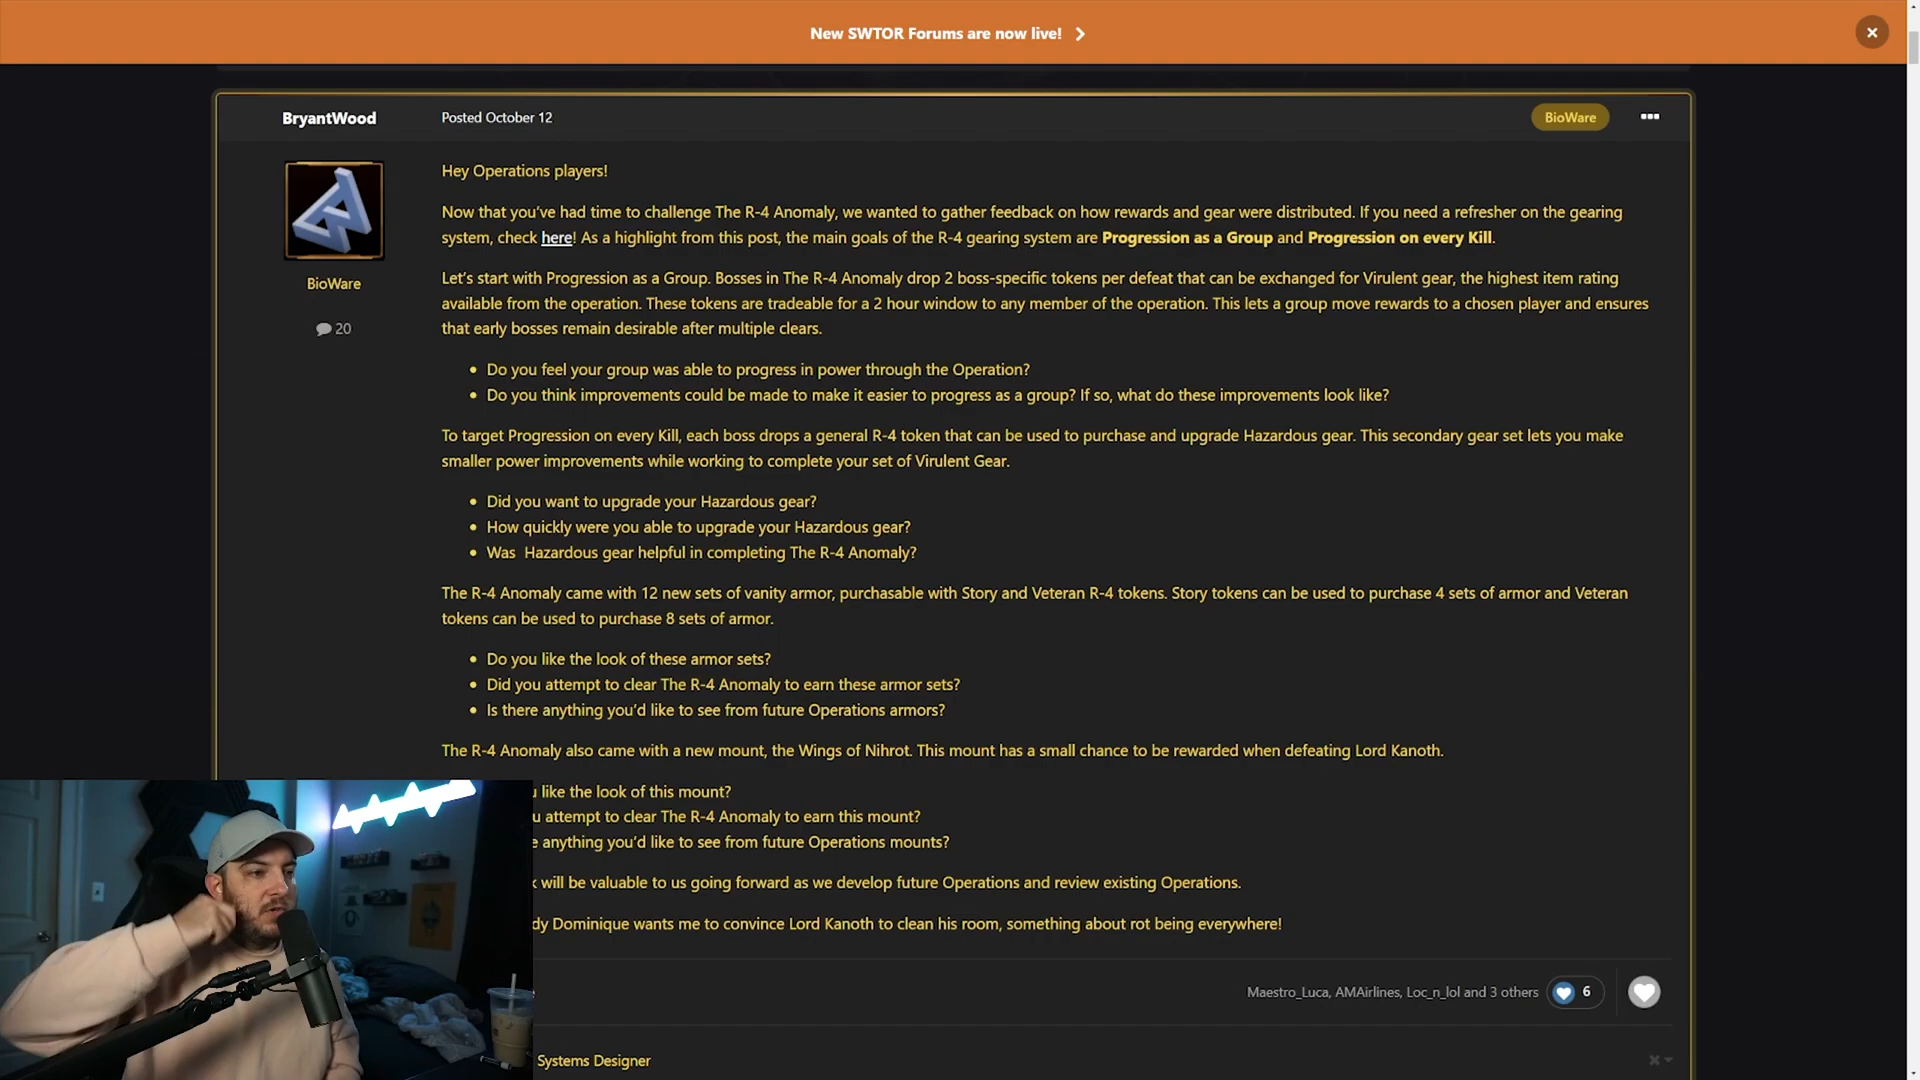 New SWTOR Forums are now live!
BryantWood
Posted October 12
BioWare
Hey Operations players!
Now that you've had time to challenge The R-4 Anomaly, we wanted to gather feedback on how rewards and gear were distributed. If you need a refresher on the gearing
system, check here! As a highlight from this post, the main goals of the R-4 gearing system are Progression as a Group and Progression on every Kill.
BioWare
20
Let's start with Progression as a Group. Bosses in The R-4 Anomaly drop 2 boss-specific tokens per defeat that can be exchanged for Virulent gear, the highest item rating
available from the operation. These tokens are tradeable for a 2 hour window to any member of the operation. This lets a group move rewards to a chosen player and ensures
that early bosses remain desirable after multiple clears.
• Do you feel your group was able to progress in power through the Operation?
• Do you think improvements could be made to make it easier to progress as a group? If so, what do these improvements look like?
To target Progression on every Kill, each boss drops a general R-4 token that can be used to purchase and upgrade Hazardous gear. This secondary gear set lets you make
smaller power improvements while working to complete your set of Virulent Gear.
• Did you want to upgrade your Hazardous gear?
• How quickly were you able to upgrade your Hazardous gear?
• Was  Hazardous gear helpful in completing The R-4 Anomaly?
The R-4 Anomaly came with 12 new sets of vanity armor, purchasable with Story and Veteran R-4 tokens. Story tokens can be used to purchase 4 sets of armor and Veteran
tokens can be used to purchase 8 sets of armor.
• Do you like the look of these armor sets?
• Did you attempt to clear The R-4 Anomaly to earn these armor sets?
• Is there anything you'd like to see from future Operations armors?
The R-4 Anomaly also came with a new mount, the Wings of Nihrot. This mount has a small chance to be rewarded when defeating Lord Kanoth.
like the look of this mount?
attempt to clear The R-4 Anomaly to earn this mount?
anything you'd like to see from future Operations mounts?
will be valuable to us going forward as we develop future Operations and review existing Operations.
dy Dominique wants me to convince Lord Kanoth to clean his room, something about rot being everywhere!
Maestro_Luca, AMAirlines, Loc_n_lol and 3 others
6
Systems Designer